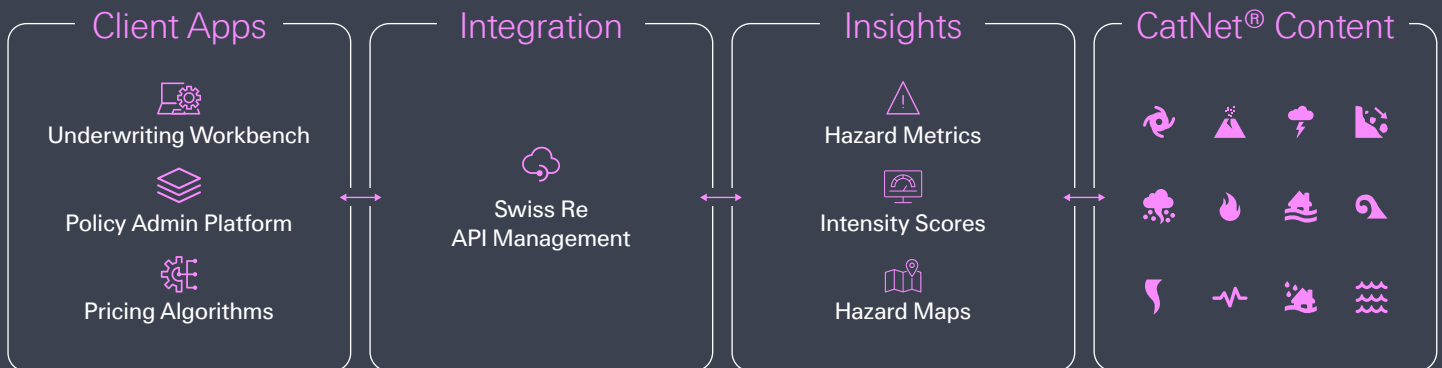 Client Apps
Underwriting Workbench
Policy Admin Platform
Pricing Algorithms
Integration
Swiss Re
API Management
Insights
Hazard Metrics
Intensity Scores
Hazard Maps
CatNet® Content